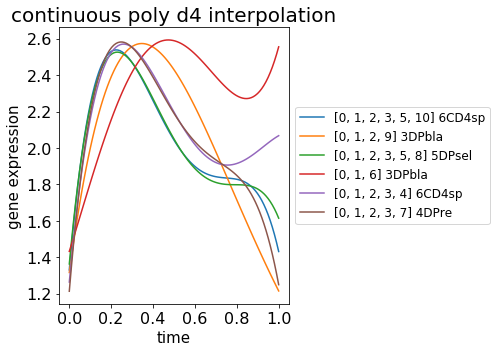 continuous poly d4 interpolation
gene expression
2.6
2.4
2.2
2.0
1.8
1.6
1.4
1.2
0.0 0.2 0.4 0.6 0.8 1.0
time
[0, 1, 2, 3, 5, 10] 6CD4sp
[0, 1, 2, 9] 3DPbla
[0, 1, 2, 3, 5, 8] 5DPsel
[0, 1, 6] 3DPbla
[0, 1, 2, 3, 4] 6CD4sp
[0, 1, 2, 3, 7] 4DPre